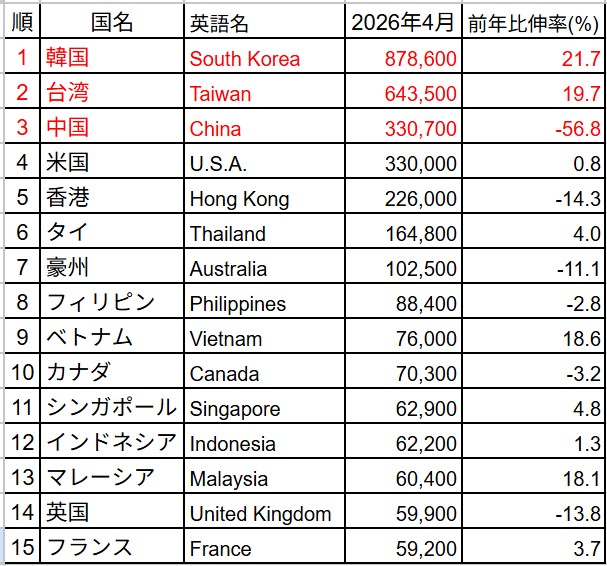 順 国名 英語名 2026年4月 前年比伸率(%)
1 韓国 South Korea 878,600 21.7
2 台湾 Taiwan 643,500 19.7
3 中国 China 330,700 -56.8
4 米国 U.S.A. 330,000 0.8
5 香港 Hong Kong 226,000 -14.3
6 タイ Thailand 164,800 4.0
7 豪州 Australia 102,500 -11.1
8 フィリピン Philippines 88,400 -2.8
9 ベトナム Vietnam 76,000 18.6
10 カナダ Canada 70,300 -3.2
11 シンガポール Singapore 62,900 4.8
12 インドネシア Indonesia 62,200 1.3
13 マレーシア Malaysia 60,400 18.1
14 英国 United Kingdom 59,900 -13.8
15 フランス France 59,200 3.7